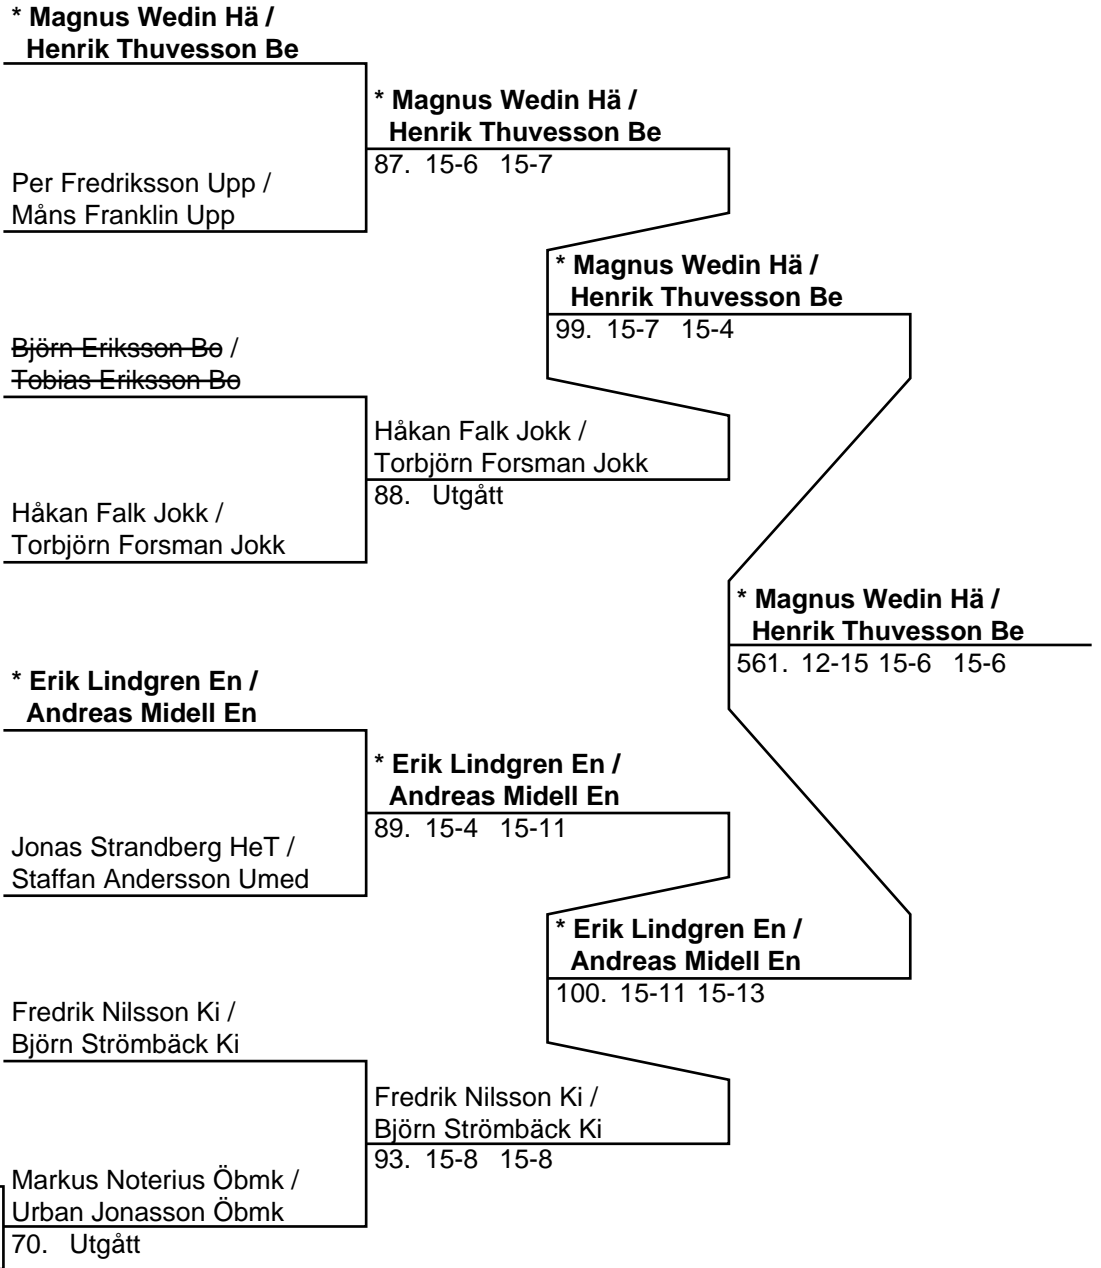 * Magnus Wedin Hä /
Henrik Thuvesson Be
* Magnus Wedin Hä /
Henrik Thuvesson Be
87. 15-6 15-7
Per Fredriksson Upp /
Måns Franklin Upp
* Magnus Wedin Hä /
Henrik Thuvesson Be
99. 15-7 15-4
Björn Eriksson Bo /
Tobias Eriksson Bo
Håkan Falk Jokk /
Torbjörn Forsman Jokk
88. Utgått
Håkan Falk Jokk /
Torbjörn Forsman Jokk
* Magnus Wedin Hä /
Henrik Thuvesson Be
561. 12-15 15-6 15-6
* Erik Lindgren En /
Andreas Midell En
* Erik Lindgren En /
Andreas Midell En
89. 15-4 15-11
Jonas Strandberg HeT /
Staffan Andersson Umed
* Erik Lindgren En /
Andreas Midell En
100. 15-11 15-13
Fredrik Nilsson Ki /
Björn Strömbäck Ki
Fredrik Nilsson Ki /
Björn Strömbäck Ki
93. 15-8 15-8
Markus Noterius Öbmk /
Urban Jonasson Öbmk
70. Utgått